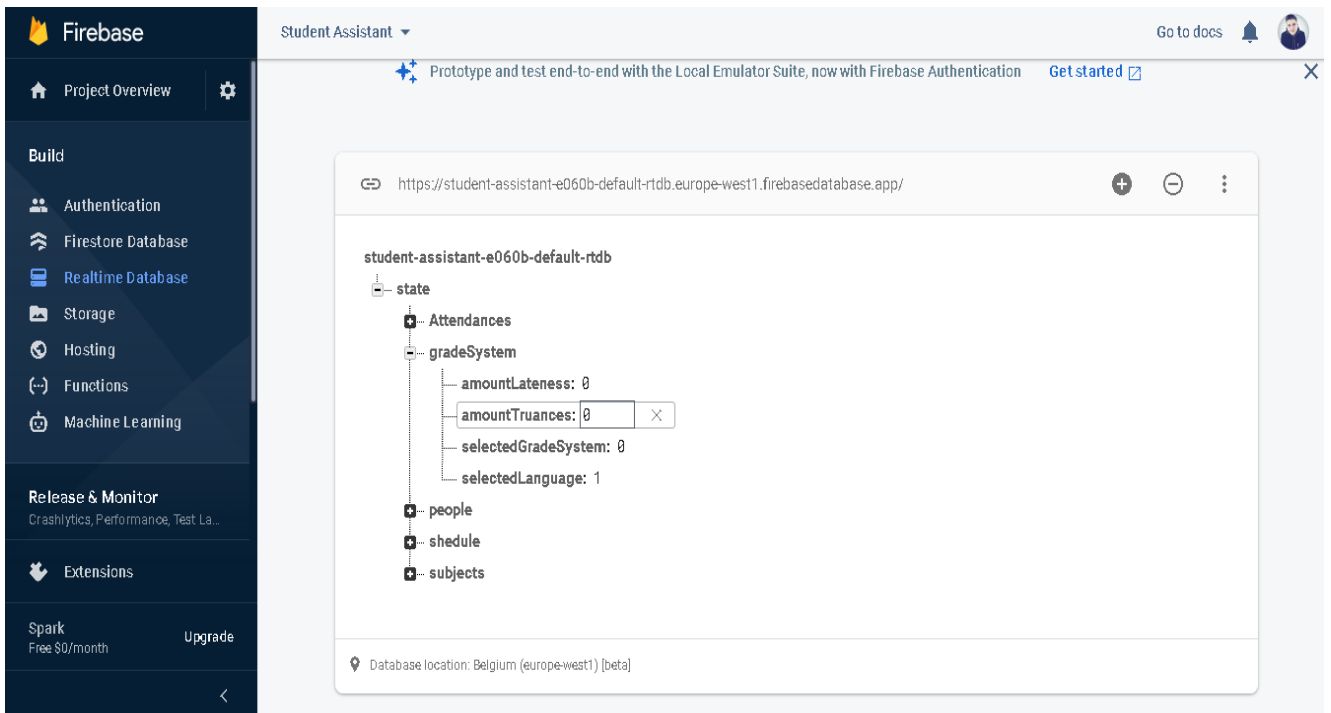 Firebase
Student Assistant
Go to docs
Prototype and test end-to-end with the Local Emulator Suite, now with Firebase Authentication Get started
Project Overview
Build
Authentication
Firestore Database
Realtime Database
Storage
Hosting
Functions
Machine Learning
Release & Monitor
Crashlytics, Performance, Test La...
Extensions
Spark
Free $0/month
Upgrade
https://student-assistant-e060b-default-rtdb.europe-west1.firebasedatabase.app/
student-assistant-e060b-default-rtdb
state
Attendances
gradeSystem
amountLateness: 0
amountTruances: 0
selectedGradeSystem: 0
selectedLanguage: 1
people
shedule
subjects
Database location: Belgium (europe-west1) [beta]